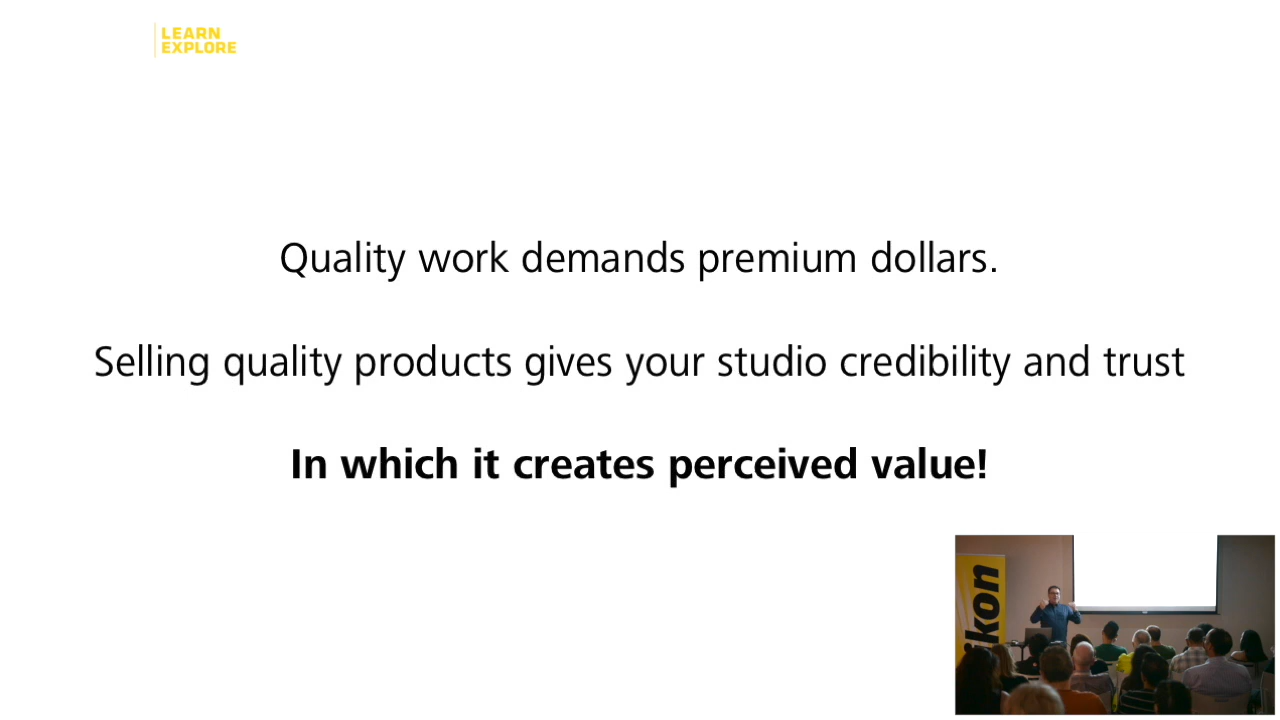 LEARN
EXPLORE
Quality work demands premium dollars.
Selling quality products gives your studio credibility and trust
In which it creates perceived value!
ikon